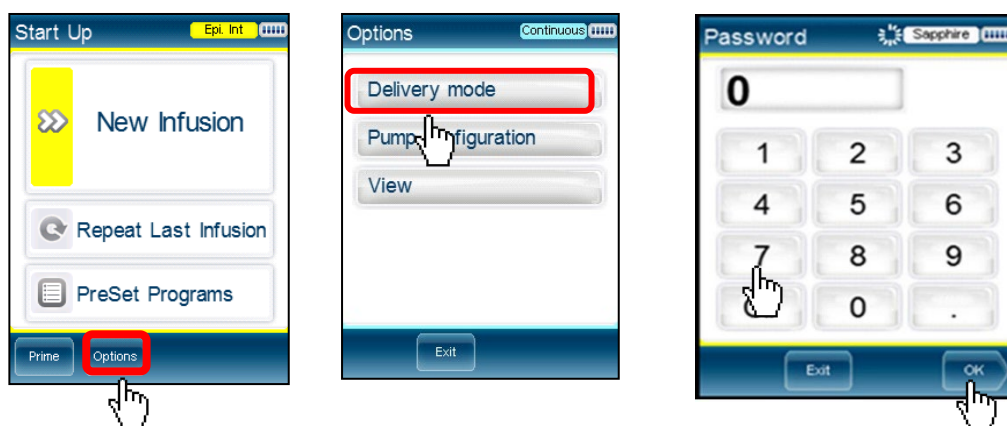 Start Up
Epi. Int
New Infusion
Repeat Last Infusion
PreSet Programs
Prime
Options
Options
Continuous
Delivery mode
View
Exit
Password
Sapphire
0
1 2 3
4 5 6
7 8 9
0 .
Exit
OK